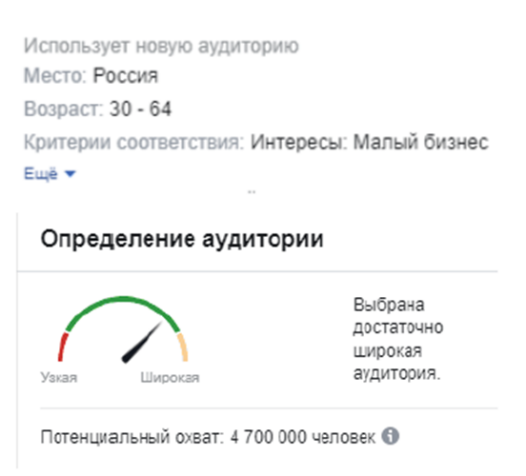 Использует новую аудиторию
Место: Россия
Возраст: 30 - 64
Критерии соответствия: Интересы: Малый бизнес
Ещё
Определение аудитории
Выбрана
достаточно
широкая
аудитория.
Узкая
Широкая
Потенциальный охват: 4 700 000 человек